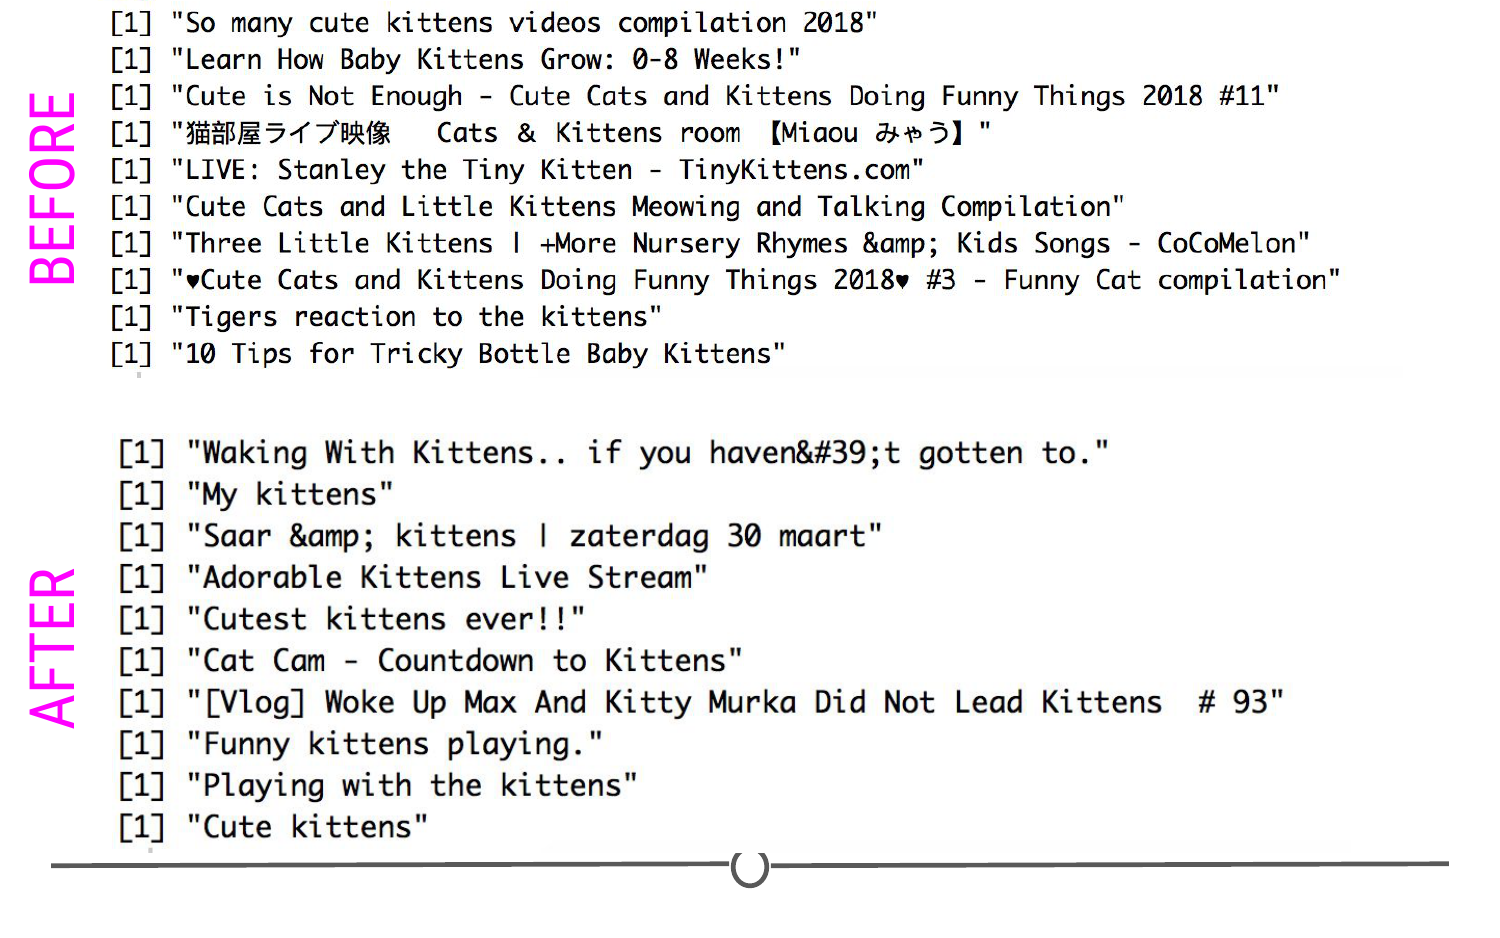 BEFORE
[1] "So many cute kittens videos compilation 2018"
[1] "Learn How Baby Kittens Grow: 0-8 Weeks!"
[1] "Cute is Not Enough - Cute Cats and Kittens Doing Funny Things 2018 #11"
[1] "猫部屋ライブ映像　 Cats & Kittens room 【Miaou みゃう】"
[1] "LIVE: Stanley the Tiny Kitten - TinyKittens.com"
[1] "Cute Cats and Little Kittens Meowing and Talking Compilation"
[1] "Three Little Kittens | +More Nursery Rhymes &amp; Kids Songs - CoCoMelon"
[1] "♥Cute Cats and Kittens Doing Funny Things 2018♥ #3 - Funny Cat compilation"
[1] "Tigers reaction to the kittens"
[1] "10 Tips for Tricky Bottle Baby Kittens"
AFTER
[1] "Waking With Kittens.. if you haven&#39;t gotten to."
[1] "My kittens"
[1] "Saar &amp; kittens | zaterdag 30 maart"
[1] "Adorable Kittens Live Stream"
[1] "Cutest kittens ever!!"
[1] "Cat Cam - Countdown to Kittens"
[1] "[Vlog] Woke Up Max And Kitty Murka Did Not Lead Kittens  # 93"
[1] "Funny kittens playing."
[1] "Playing with the kittens"
[1] "Cute kittens"